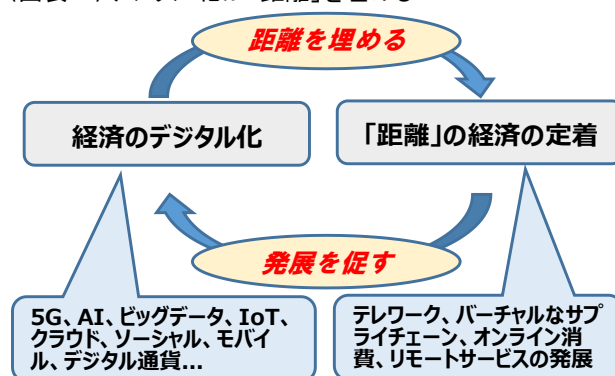 距離を埋める
経済のデジタル化
「距離」の経済の定着
発展を促す
5G、AI、ビッグデータ、IoT、
クラウド、ソーシャル、モバイ
ル、デジタル通貨...
テレワーク、バーチャルなサプ
ライチェーン、オンライン消
費、リモートサービスの発展